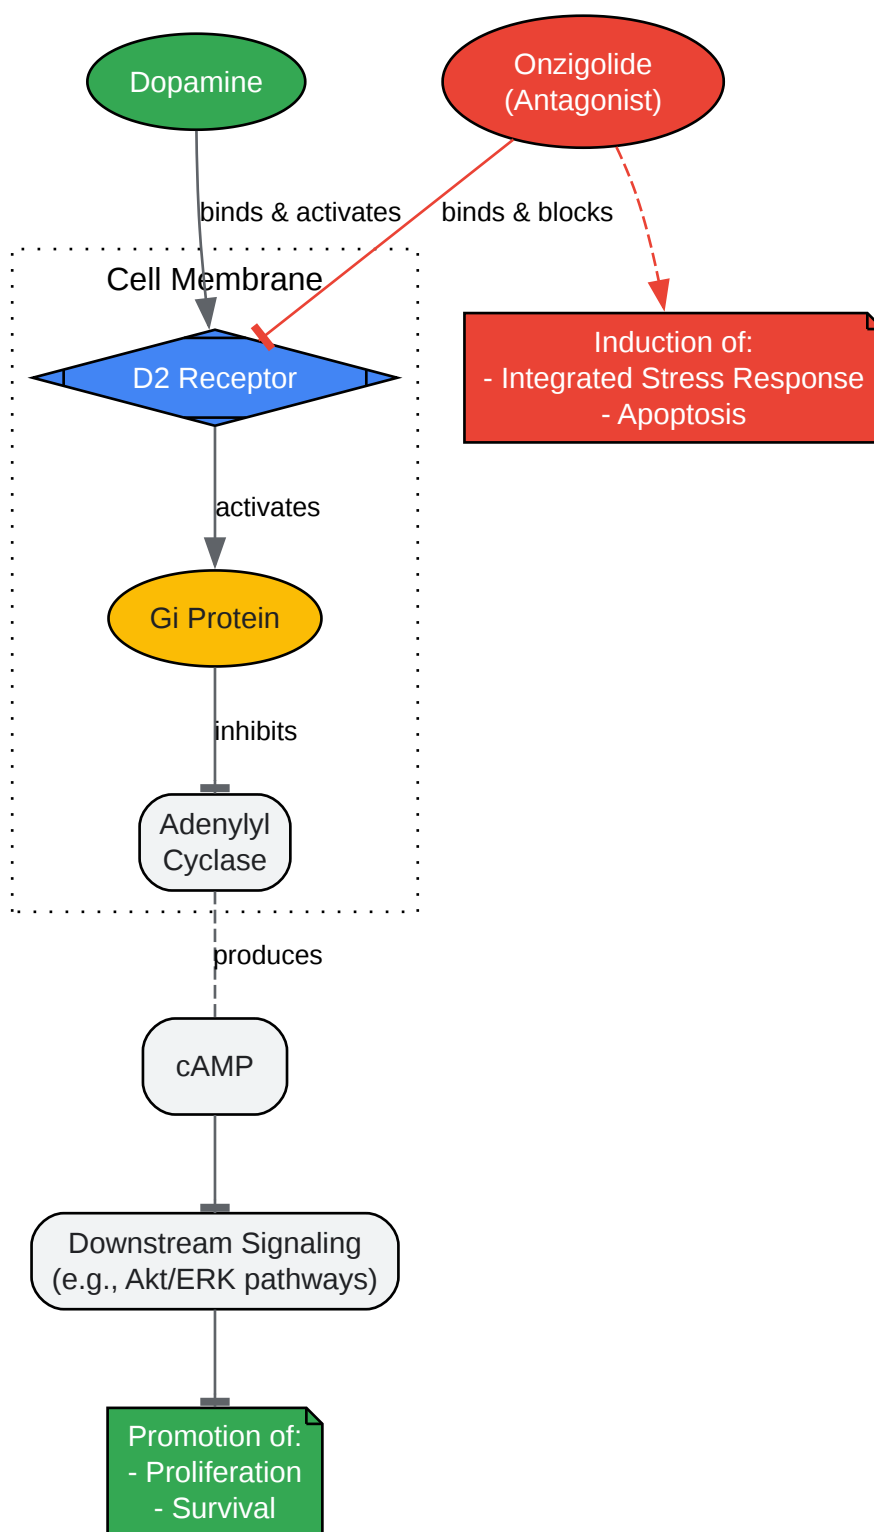 Dopamine
Onzigolide
(Antagonist)
binds & activates
binds & blocks
Cell Membrane
D2 Receptor
Induction of:
- Integrated Stress Response
- Apoptosis
activates
Gi Protein
inhibits
Adenylyl
Cyclase
produces
cAMP
Downstream Signaling
(e.g., Akt/ERK pathways)
Promotion of:
- Proliferation
- Survival